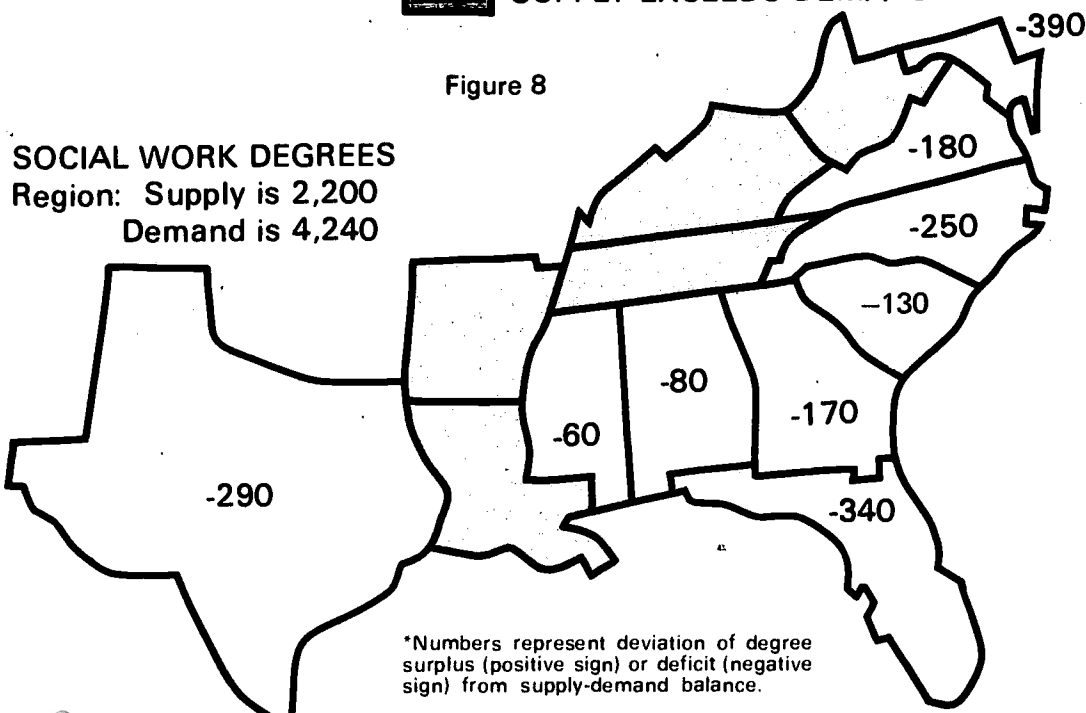 Figure 8
SOCIAL WORK DEGREES
Region: Supply is 2,200
Demand is 4,240
-390
-180
-250
-130
-80
-60
-170
-290
-340
*Numbers represent deviation of degree
surplus (positive sign) or deficit (negative
sign) from supply-demand balance.